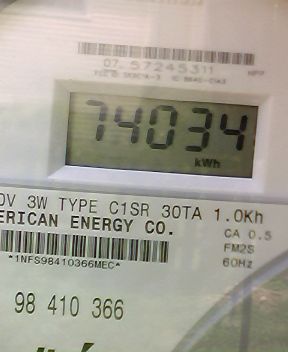 07 57245311
74034
kWh
0V 3W TYPE C1SR 30TA 1.0Kh
ERICAN ENERGY CO.
CA 0.5
FM2S
*1NFS98410366MEC*
60Hz
98 410 366